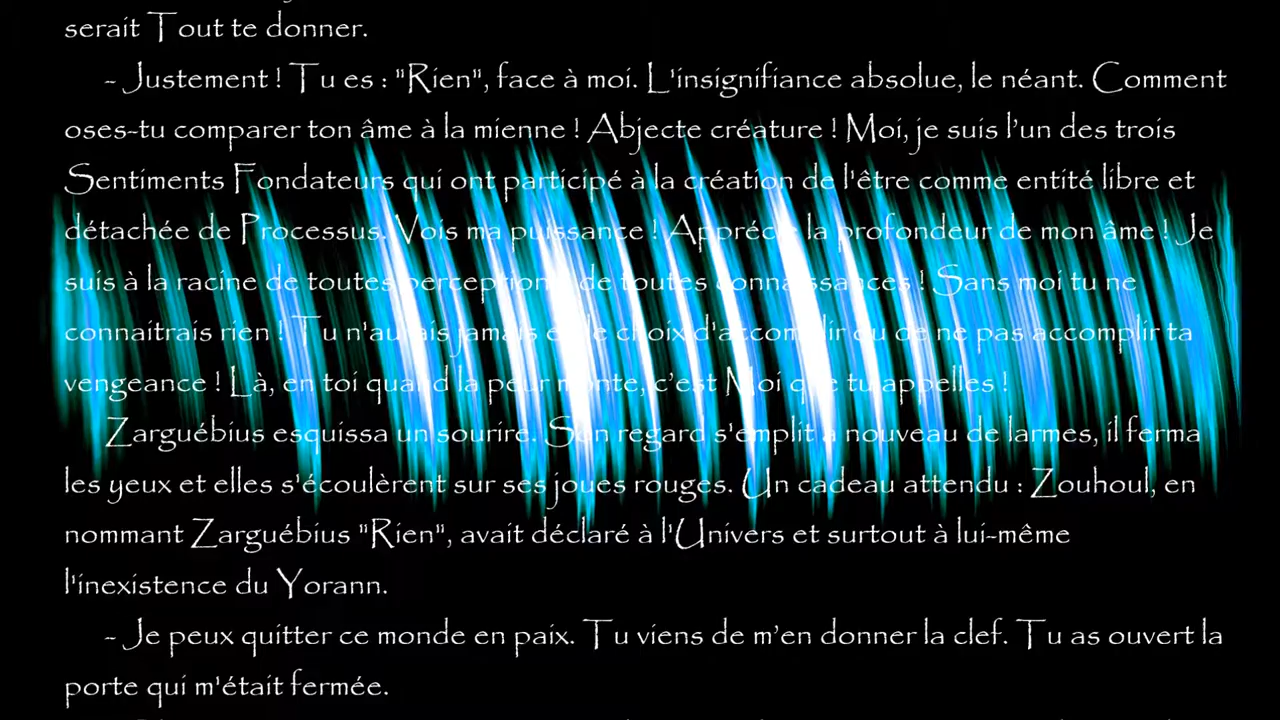 serait Tout te donner.
- Justement ! Tu es : "Rien", face à moi. L'insignifiance absolue, le néant. Comment
oses-tu comparer ton âme à la mienne ! Abjecte créature ! Moi, je suis l’un des trois
Sentiments Fondateurs qui ont participé à la création de l'être comme entité libre et
détachée de Processus. Vois ma puissance ! Apprécie la profondeur de mon âme ! Je
suis à la racine de toutes perceptions, de toutes connaissances ! Sans moi tu ne
connaitrais rien ! Tu n'aurais jamais eu le choix d'accomplir ou de ne pas accomplir ta
vengeance ! Là, en toi quand la peur monte, c’est Moi que tu appelles !
Zarguébius esquissa un sourire. Son regard s'emplit à nouveau de larmes, il ferma
les yeux et elles s'écoulèrent sur ses joues rouges. Un cadeau attendu : Zouhoul, en
nommant Zarguébius "Rien", avait déclaré à l'Univers et surtout à lui-même
l'inexistence du Yorann.
- Je peux quitter ce monde en paix. Tu viens de m’en donner la clef. Tu as ouvert la
porte qui m'était fermée.